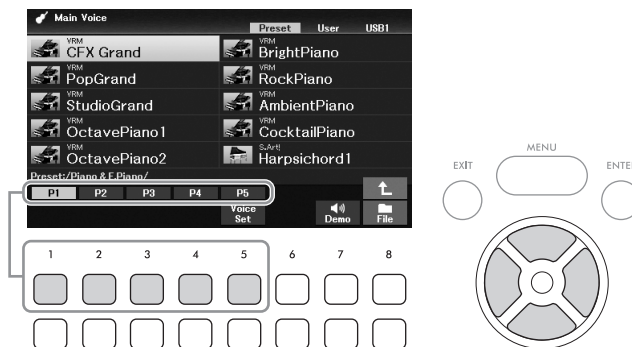 Main Voice
Preset User USB1
VRM
CFX Grand
VRM
BrightPiano
VRM
PopGrand
VRM
RockPiano
VRM
StudioGrand
VRM
AmbientPiano
VRM
OctavePiano1
VRM
CocktailPiano
VRM
OctavePiano2
S.Art!
Harpsichord1
Preset:/Piano & E.Piano/
P1 P2 P3 P4 P5
Voice Set
Demo
File
1 2 3 4 5 6 7 8
MENU
EXIT
ENTE